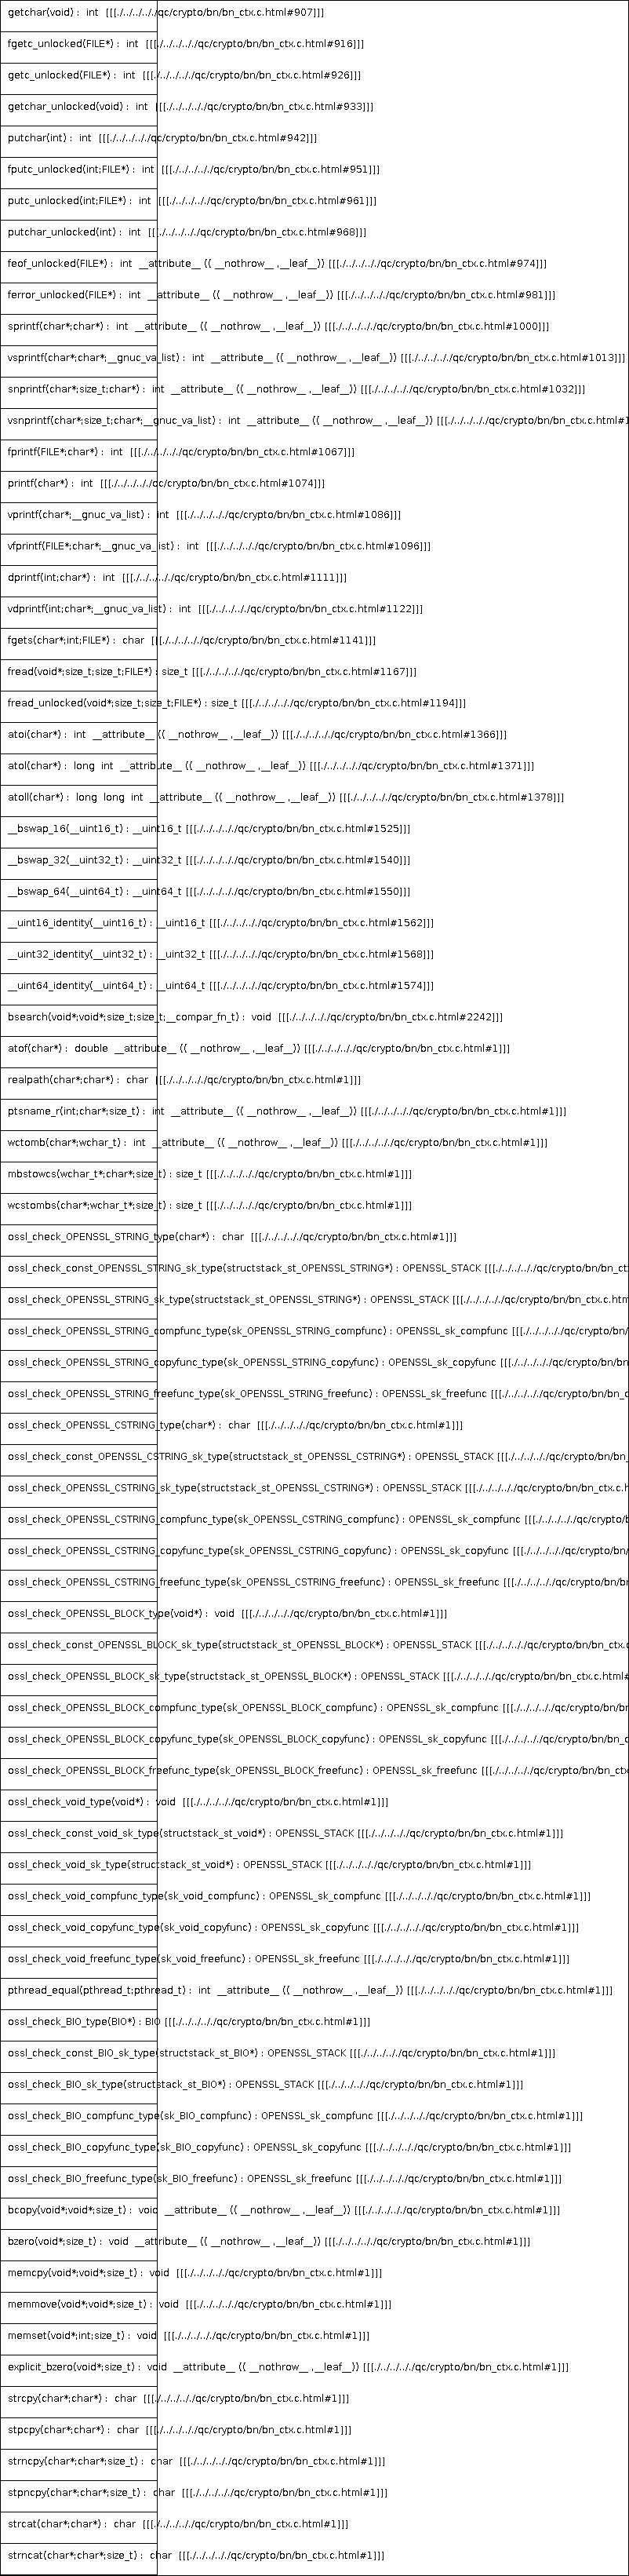 getchar(void) :  int  [[[./../../../../qc/crypto/bn/bn_ctx.c.html#907]]]
fgetc_unlocked(FILE*) :  int  [[[./../../../../qc/crypto/bn/bn_ctx.c.html#916]]]
getc_unlocked(FILE*) :  int  [[[./../../../../qc/crypto/bn/bn_ctx.c.html#926]]]
getchar_unlocked(void) :  int  [[[./../../../../qc/crypto/bn/bn_ctx.c.html#933]]]
putchar(int) :  int  [[[./../../../../qc/crypto/bn/bn_ctx.c.html#942]]]
fputc_unlocked(int;FILE*) :  int  [[[./../../../../qc/crypto/bn/bn_ctx.c.html#951]]]
putc_unlocked(int;FILE*) :  int  [[[./../../../../qc/crypto/bn/bn_ctx.c.html#961]]]
putchar_unlocked(int) :  int  [[[./../../../../qc/crypto/bn/bn_ctx.c.html#968]]]
feof_unlocked(FILE*) :  int  __attribute__ (( __nothrow__ ,__leaf__)) [[[./../../../../qc/crypto/bn/bn_ctx.c.html#974]]]
ferror_unlocked(FILE*) :  int  __attribute__ (( __nothrow__ ,__leaf__)) [[[./../../../../qc/crypto/bn/bn_ctx.c.html#981]]]
sprintf(char*;char*) :  int  __attribute__ (( __nothrow__ ,__leaf__)) [[[./../../../../qc/crypto/bn/bn_ctx.c.html#1000]]]
vsprintf(char*;char*;__gnuc_va_list) :  int  __attribute__ (( __nothrow__ ,__leaf__)) [[[./../../../../qc/crypto/bn/bn_ctx.c.html#1013]]]
snprintf(char*;size_t;char*) :  int  __attribute__ (( __nothrow__ ,__leaf__)) [[[./../../../../qc/crypto/bn/bn_ctx.c.html#1032]]]
vsnprintf(char*;size_t;char*;__gnuc_va_list) :  int  __attribute__ (( __nothrow__ ,__leaf__)) [[[./../../../../qc/crypto/bn/bn_ctx.c.html#1
fprintf(FILE*;char*) :  int  [[[./../../../../qc/crypto/bn/bn_ctx.c.html#1067]]]
printf(char*) :  int  [[[./../../../../qc/crypto/bn/bn_ctx.c.html#1074]]]
vprintf(char*;__gnuc_va_list) :  int  [[[./../../../../qc/crypto/bn/bn_ctx.c.html#1086]]]
vfprintf(FILE*;char*;__gnuc_va_list) :  int  [[[./../../../../qc/crypto/bn/bn_ctx.c.html#1096]]]
dprintf(int;char*) :  int  [[[./../../../../qc/crypto/bn/bn_ctx.c.html#1111]]]
vdprintf(int;char*;__gnuc_va_list) :  int  [[[./../../../../qc/crypto/bn/bn_ctx.c.html#1122]]]
fgets(char*;int;FILE*) :  char  [[[./../../../../qc/crypto/bn/bn_ctx.c.html#1141]]]
fread(void*;size_t;size_t;FILE*) : size_t [[[./../../../../qc/crypto/bn/bn_ctx.c.html#1167]]]
fread_unlocked(void*;size_t;size_t;FILE*) : size_t [[[./../../../../qc/crypto/bn/bn_ctx.c.html#1194]]]
atoi(char*) :  int  __attribute__ (( __nothrow__ ,__leaf__)) [[[./../../../../qc/crypto/bn/bn_ctx.c.html#1366]]]
atol(char*) :  long  int  __attribute__ (( __nothrow__ ,__leaf__)) [[[./../../../../qc/crypto/bn/bn_ctx.c.html#1371]]]
atoll(char*) :  long  long  int  __attribute__ (( __nothrow__ ,__leaf__)) [[[./../../../../qc/crypto/bn/bn_ctx.c.html#1378]]]
__bswap_16(__uint16_t) : __uint16_t [[[./../../../../qc/crypto/bn/bn_ctx.c.html#1525]]]
__bswap_32(__uint32_t) : __uint32_t [[[./../../../../qc/crypto/bn/bn_ctx.c.html#1540]]]
__bswap_64(__uint64_t) : __uint64_t [[[./../../../../qc/crypto/bn/bn_ctx.c.html#1550]]]
__uint16_identity(__uint16_t) : __uint16_t [[[./../../../../qc/crypto/bn/bn_ctx.c.html#1562]]]
__uint32_identity(__uint32_t) : __uint32_t [[[./../../../../qc/crypto/bn/bn_ctx.c.html#1568]]]
__uint64_identity(__uint64_t) : __uint64_t [[[./../../../../qc/crypto/bn/bn_ctx.c.html#1574]]]
bsearch(void*;void*;size_t;size_t;__compar_fn_t) :  void  [[[./../../../../qc/crypto/bn/bn_ctx.c.html#2242]]]
atof(char*) :  double  __attribute__ (( __nothrow__ ,__leaf__)) [[[./../../../../qc/crypto/bn/bn_ctx.c.html#1]]]
realpath(char*;char*) :  char  [[[./../../../../qc/crypto/bn/bn_ctx.c.html#1]]]
ptsname_r(int;char*;size_t) :  int  __attribute__ (( __nothrow__ ,__leaf__)) [[[./../../../../qc/crypto/bn/bn_ctx.c.html#1]]]
wctomb(char*;wchar_t) :  int  __attribute__ (( __nothrow__ ,__leaf__)) [[[./../../../../qc/crypto/bn/bn_ctx.c.html#1]]]
mbstowcs(wchar_t*;char*;size_t) : size_t [[[./../../../../qc/crypto/bn/bn_ctx.c.html#1]]]
wcstombs(char*;wchar_t*;size_t) : size_t [[[./../../../../qc/crypto/bn/bn_ctx.c.html#1]]]
ossl_check_OPENSSL_STRING_type(char*) :  char  [[[./../../../../qc/crypto/bn/bn_ctx.c.html#1]]]
ossl_check_const_OPENSSL_STRING_sk_type(structstack_st_OPENSSL_STRING*) : OPENSSL_STACK [[[./../../../../qc/crypto/bn/bn_ct
ossl_check_OPENSSL_STRING_sk_type(structstack_st_OPENSSL_STRING*) : OPENSSL_STACK [[[./../../../../qc/crypto/bn/bn_ctx.c.htm
ossl_check_OPENSSL_STRING_compfunc_type(sk_OPENSSL_STRING_compfunc) : OPENSSL_sk_compfunc [[[./../../../../qc/crypto/bn/
ossl_check_OPENSSL_STRING_copyfunc_type(sk_OPENSSL_STRING_copyfunc) : OPENSSL_sk_copyfunc [[[./../../../../qc/crypto/bn/bn
ossl_check_OPENSSL_STRING_freefunc_type(sk_OPENSSL_STRING_freefunc) : OPENSSL_sk_freefunc [[[./../../../../qc/crypto/bn/bn_c
ossl_check_OPENSSL_CSTRING_type(char*) :  char  [[[./../../../../qc/crypto/bn/bn_ctx.c.html#1]]]
ossl_check_const_OPENSSL_CSTRING_sk_type(structstack_st_OPENSSL_CSTRING*) : OPENSSL_STACK [[[./../../../../qc/crypto/bn/bn_
ossl_check_OPENSSL_CSTRING_sk_type(structstack_st_OPENSSL_CSTRING*) : OPENSSL_STACK [[[./../../../../qc/crypto/bn/bn_ctx.c.h
ossl_check_OPENSSL_CSTRING_compfunc_type(sk_OPENSSL_CSTRING_compfunc) : OPENSSL_sk_compfunc [[[./../../../../qc/crypto/b
ossl_check_OPENSSL_CSTRING_copyfunc_type(sk_OPENSSL_CSTRING_copyfunc) : OPENSSL_sk_copyfunc [[[./../../../../qc/crypto/bn/
ossl_check_OPENSSL_CSTRING_freefunc_type(sk_OPENSSL_CSTRING_freefunc) : OPENSSL_sk_freefunc [[[./../../../../qc/crypto/bn/bn
ossl_check_OPENSSL_BLOCK_type(void*) :  void  [[[./../../../../qc/crypto/bn/bn_ctx.c.html#1]]]
ossl_check_const_OPENSSL_BLOCK_sk_type(structstack_st_OPENSSL_BLOCK*) : OPENSSL_STACK [[[./../../../../qc/crypto/bn/bn_ctx.c
ossl_check_OPENSSL_BLOCK_sk_type(structstack_st_OPENSSL_BLOCK*) : OPENSSL_STACK [[[./../../../../qc/crypto/bn/bn_ctx.c.html#
ossl_check_OPENSSL_BLOCK_compfunc_type(sk_OPENSSL_BLOCK_compfunc) : OPENSSL_sk_compfunc [[[./../../../../qc/crypto/bn/bn
ossl_check_OPENSSL_BLOCK_copyfunc_type(sk_OPENSSL_BLOCK_copyfunc) : OPENSSL_sk_copyfunc [[[./../../../../qc/crypto/bn/bn_c
ossl_check_OPENSSL_BLOCK_freefunc_type(sk_OPENSSL_BLOCK_freefunc) : OPENSSL_sk_freefunc [[[./../../../../qc/crypto/bn/bn_ctx
ossl_check_void_type(void*) :  void  [[[./../../../../qc/crypto/bn/bn_ctx.c.html#1]]]
ossl_check_const_void_sk_type(structstack_st_void*) : OPENSSL_STACK [[[./../../../../qc/crypto/bn/bn_ctx.c.html#1]]]
ossl_check_void_sk_type(structstack_st_void*) : OPENSSL_STACK [[[./../../../../qc/crypto/bn/bn_ctx.c.html#1]]]
ossl_check_void_compfunc_type(sk_void_compfunc) : OPENSSL_sk_compfunc [[[./../../../../qc/crypto/bn/bn_ctx.c.html#1]]]
ossl_check_void_copyfunc_type(sk_void_copyfunc) : OPENSSL_sk_copyfunc [[[./../../../../qc/crypto/bn/bn_ctx.c.html#1]]]
ossl_check_void_freefunc_type(sk_void_freefunc) : OPENSSL_sk_freefunc [[[./../../../../qc/crypto/bn/bn_ctx.c.html#1]]]
pthread_equal(pthread_t;pthread_t) :  int  __attribute__ (( __nothrow__ ,__leaf__)) [[[./../../../../qc/crypto/bn/bn_ctx.c.html#1]]]
ossl_check_BIO_type(BIO*) : BIO [[[./../../../../qc/crypto/bn/bn_ctx.c.html#1]]]
ossl_check_const_BIO_sk_type(structstack_st_BIO*) : OPENSSL_STACK [[[./../../../../qc/crypto/bn/bn_ctx.c.html#1]]]
ossl_check_BIO_sk_type(structstack_st_BIO*) : OPENSSL_STACK [[[./../../../../qc/crypto/bn/bn_ctx.c.html#1]]]
ossl_check_BIO_compfunc_type(sk_BIO_compfunc) : OPENSSL_sk_compfunc [[[./../../../../qc/crypto/bn/bn_ctx.c.html#1]]]
ossl_check_BIO_copyfunc_type(sk_BIO_copyfunc) : OPENSSL_sk_copyfunc [[[./../../../../qc/crypto/bn/bn_ctx.c.html#1]]]
ossl_check_BIO_freefunc_type(sk_BIO_freefunc) : OPENSSL_sk_freefunc [[[./../../../../qc/crypto/bn/bn_ctx.c.html#1]]]
bcopy(void*;void*;size_t) :  void  __attribute__ (( __nothrow__ ,__leaf__)) [[[./../../../../qc/crypto/bn/bn_ctx.c.html#1]]]
bzero(void*;size_t) :  void  __attribute__ (( __nothrow__ ,__leaf__)) [[[./../../../../qc/crypto/bn/bn_ctx.c.html#1]]]
memcpy(void*;void*;size_t) :  void  [[[./../../../../qc/crypto/bn/bn_ctx.c.html#1]]]
memmove(void*;void*;size_t) :  void  [[[./../../../../qc/crypto/bn/bn_ctx.c.html#1]]]
memset(void*;int;size_t) :  void  [[[./../../../../qc/crypto/bn/bn_ctx.c.html#1]]]
explicit_bzero(void*;size_t) :  void  __attribute__ (( __nothrow__ ,__leaf__)) [[[./../../../../qc/crypto/bn/bn_ctx.c.html#1]]]
strcpy(char*;char*) :  char  [[[./../../../../qc/crypto/bn/bn_ctx.c.html#1]]]
stpcpy(char*;char*) :  char  [[[./../../../../qc/crypto/bn/bn_ctx.c.html#1]]]
strncpy(char*;char*;size_t) :  char  [[[./../../../../qc/crypto/bn/bn_ctx.c.html#1]]]
stpncpy(char*;char*;size_t) :  char  [[[./../../../../qc/crypto/bn/bn_ctx.c.html#1]]]
strcat(char*;char*) :  char  [[[./../../../../qc/crypto/bn/bn_ctx.c.html#1]]]
strncat(char*;char*;size_t) :  char  [[[./../../../../qc/crypto/bn/bn_ctx.c.html#1]]]